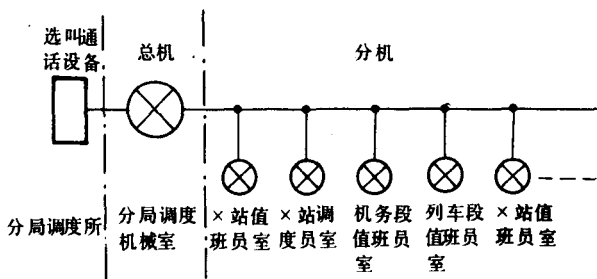 选叫通
话设备
总机
分机
分局调度所
分局调度
机械室
×站值
班员室
×站调
度员室
机务段
值班员
室
列车段
值班员
室
×站值
班员室